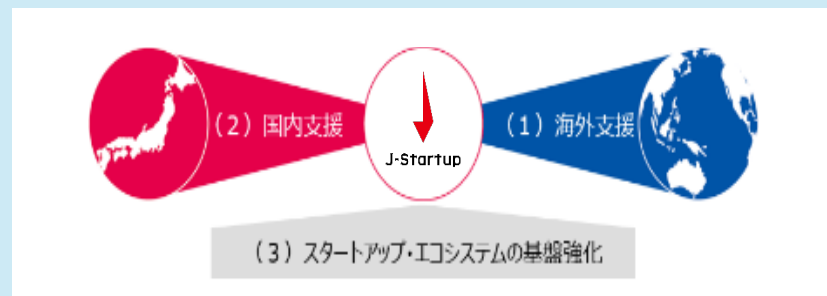 (2) 国内支援
J-Startup
(1) 海外支援
(3) スタートアップ・エコシステムの基盤強化